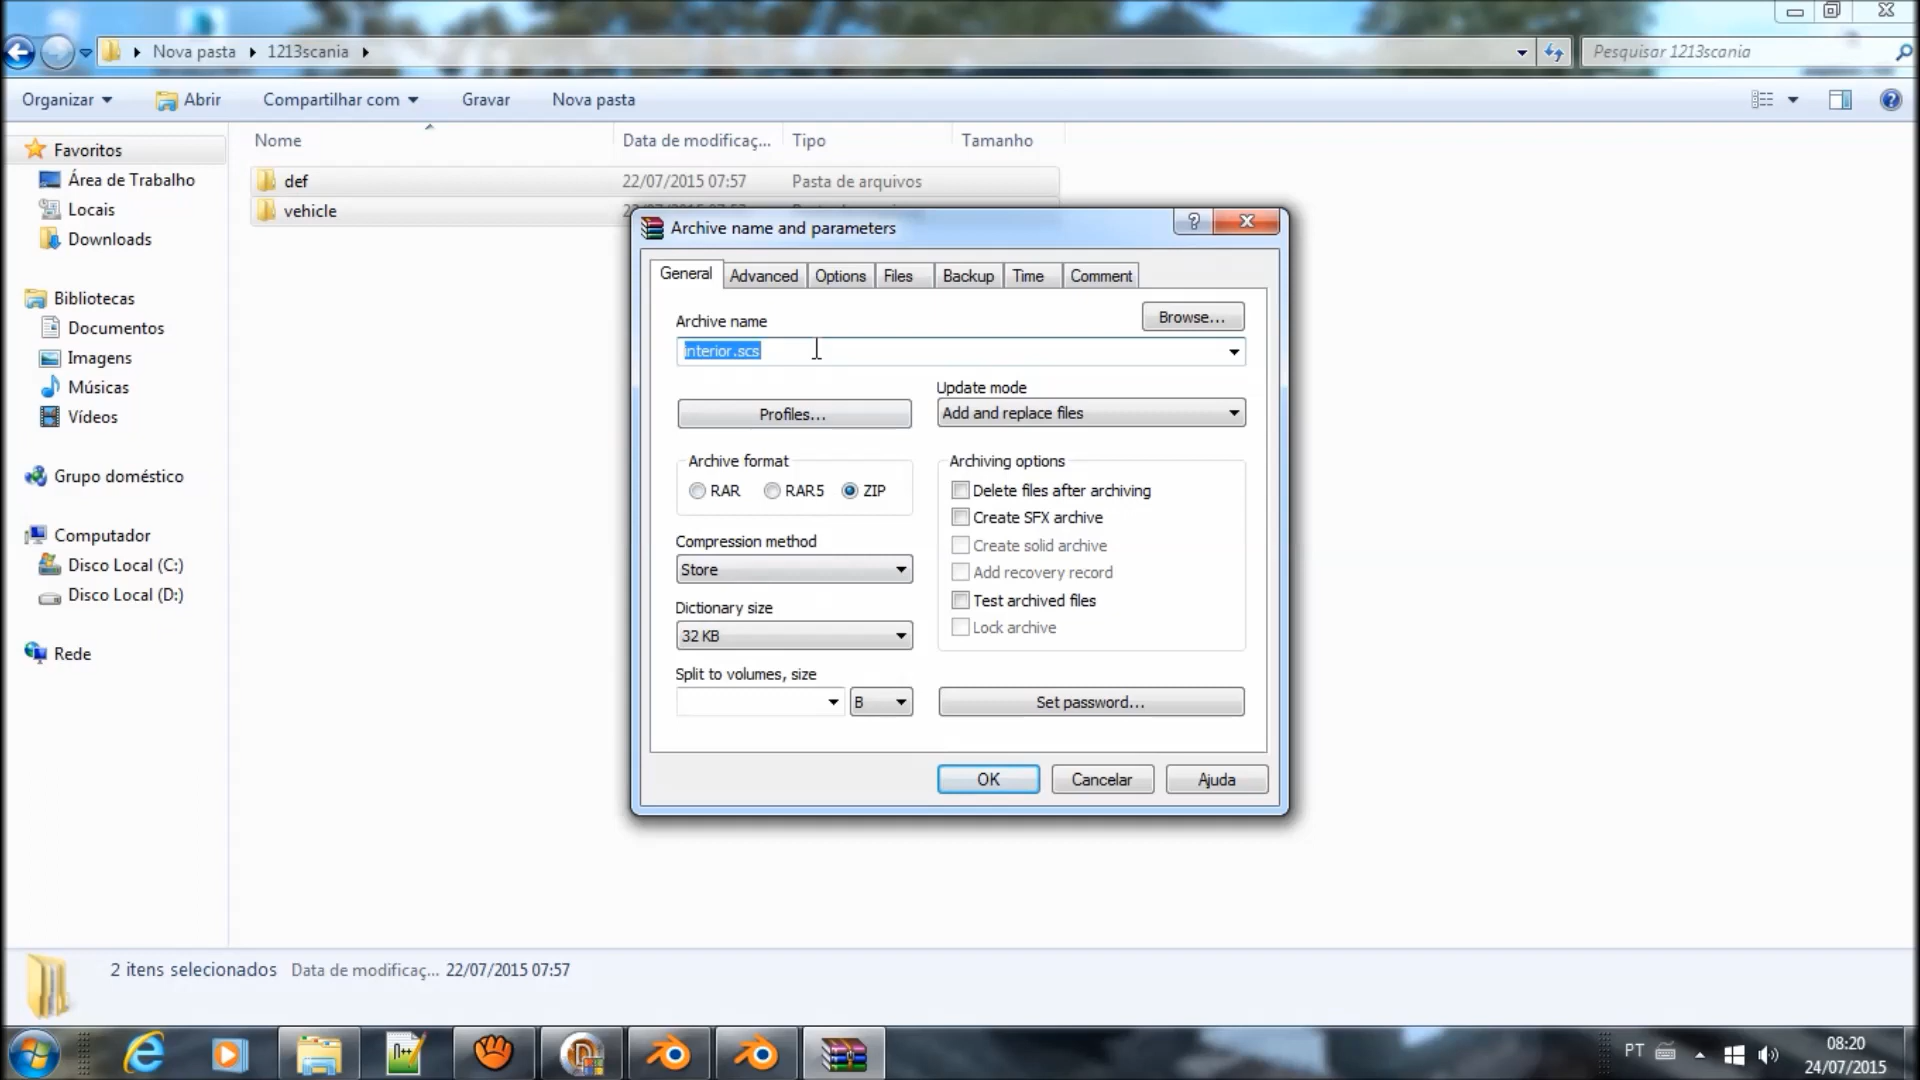 Nova pasta 1213scania
Pesquisar 1213scania
Organizar Abrir Compartilhar com Gravar Nova pasta
Nome Data de modificaç... Tipo Tamanho
Favoritos
Área de Trabalho
Locais
Downloads
Bibliotecas
Documentos
Imagens
Músicas
Vídeos
Grupo doméstico
Computador
Disco Local (C:)
Disco Local (D:)
Rede
def 22/07/2015 07:57 Pasta de arquivos
vehicle
Archive name and parameters
General Advanced Options Files Backup Time Comment
Archive name
Browse...
interior.scs
Profiles...
Update mode
Add and replace files
Archive format
RAR RAR5 ZIP
Compression method
Store
Dictionary size
32 KB
Split to volumes, size
B
Archiving options
Delete files after archiving
Create SFX archive
Create solid archive
Add recovery record
Test archived files
Lock archive
Set password...
OK Cancelar Ajuda
2 itens selecionados Data de modificaç... 22/07/2015 07:57
PT
08:20
24/07/2015